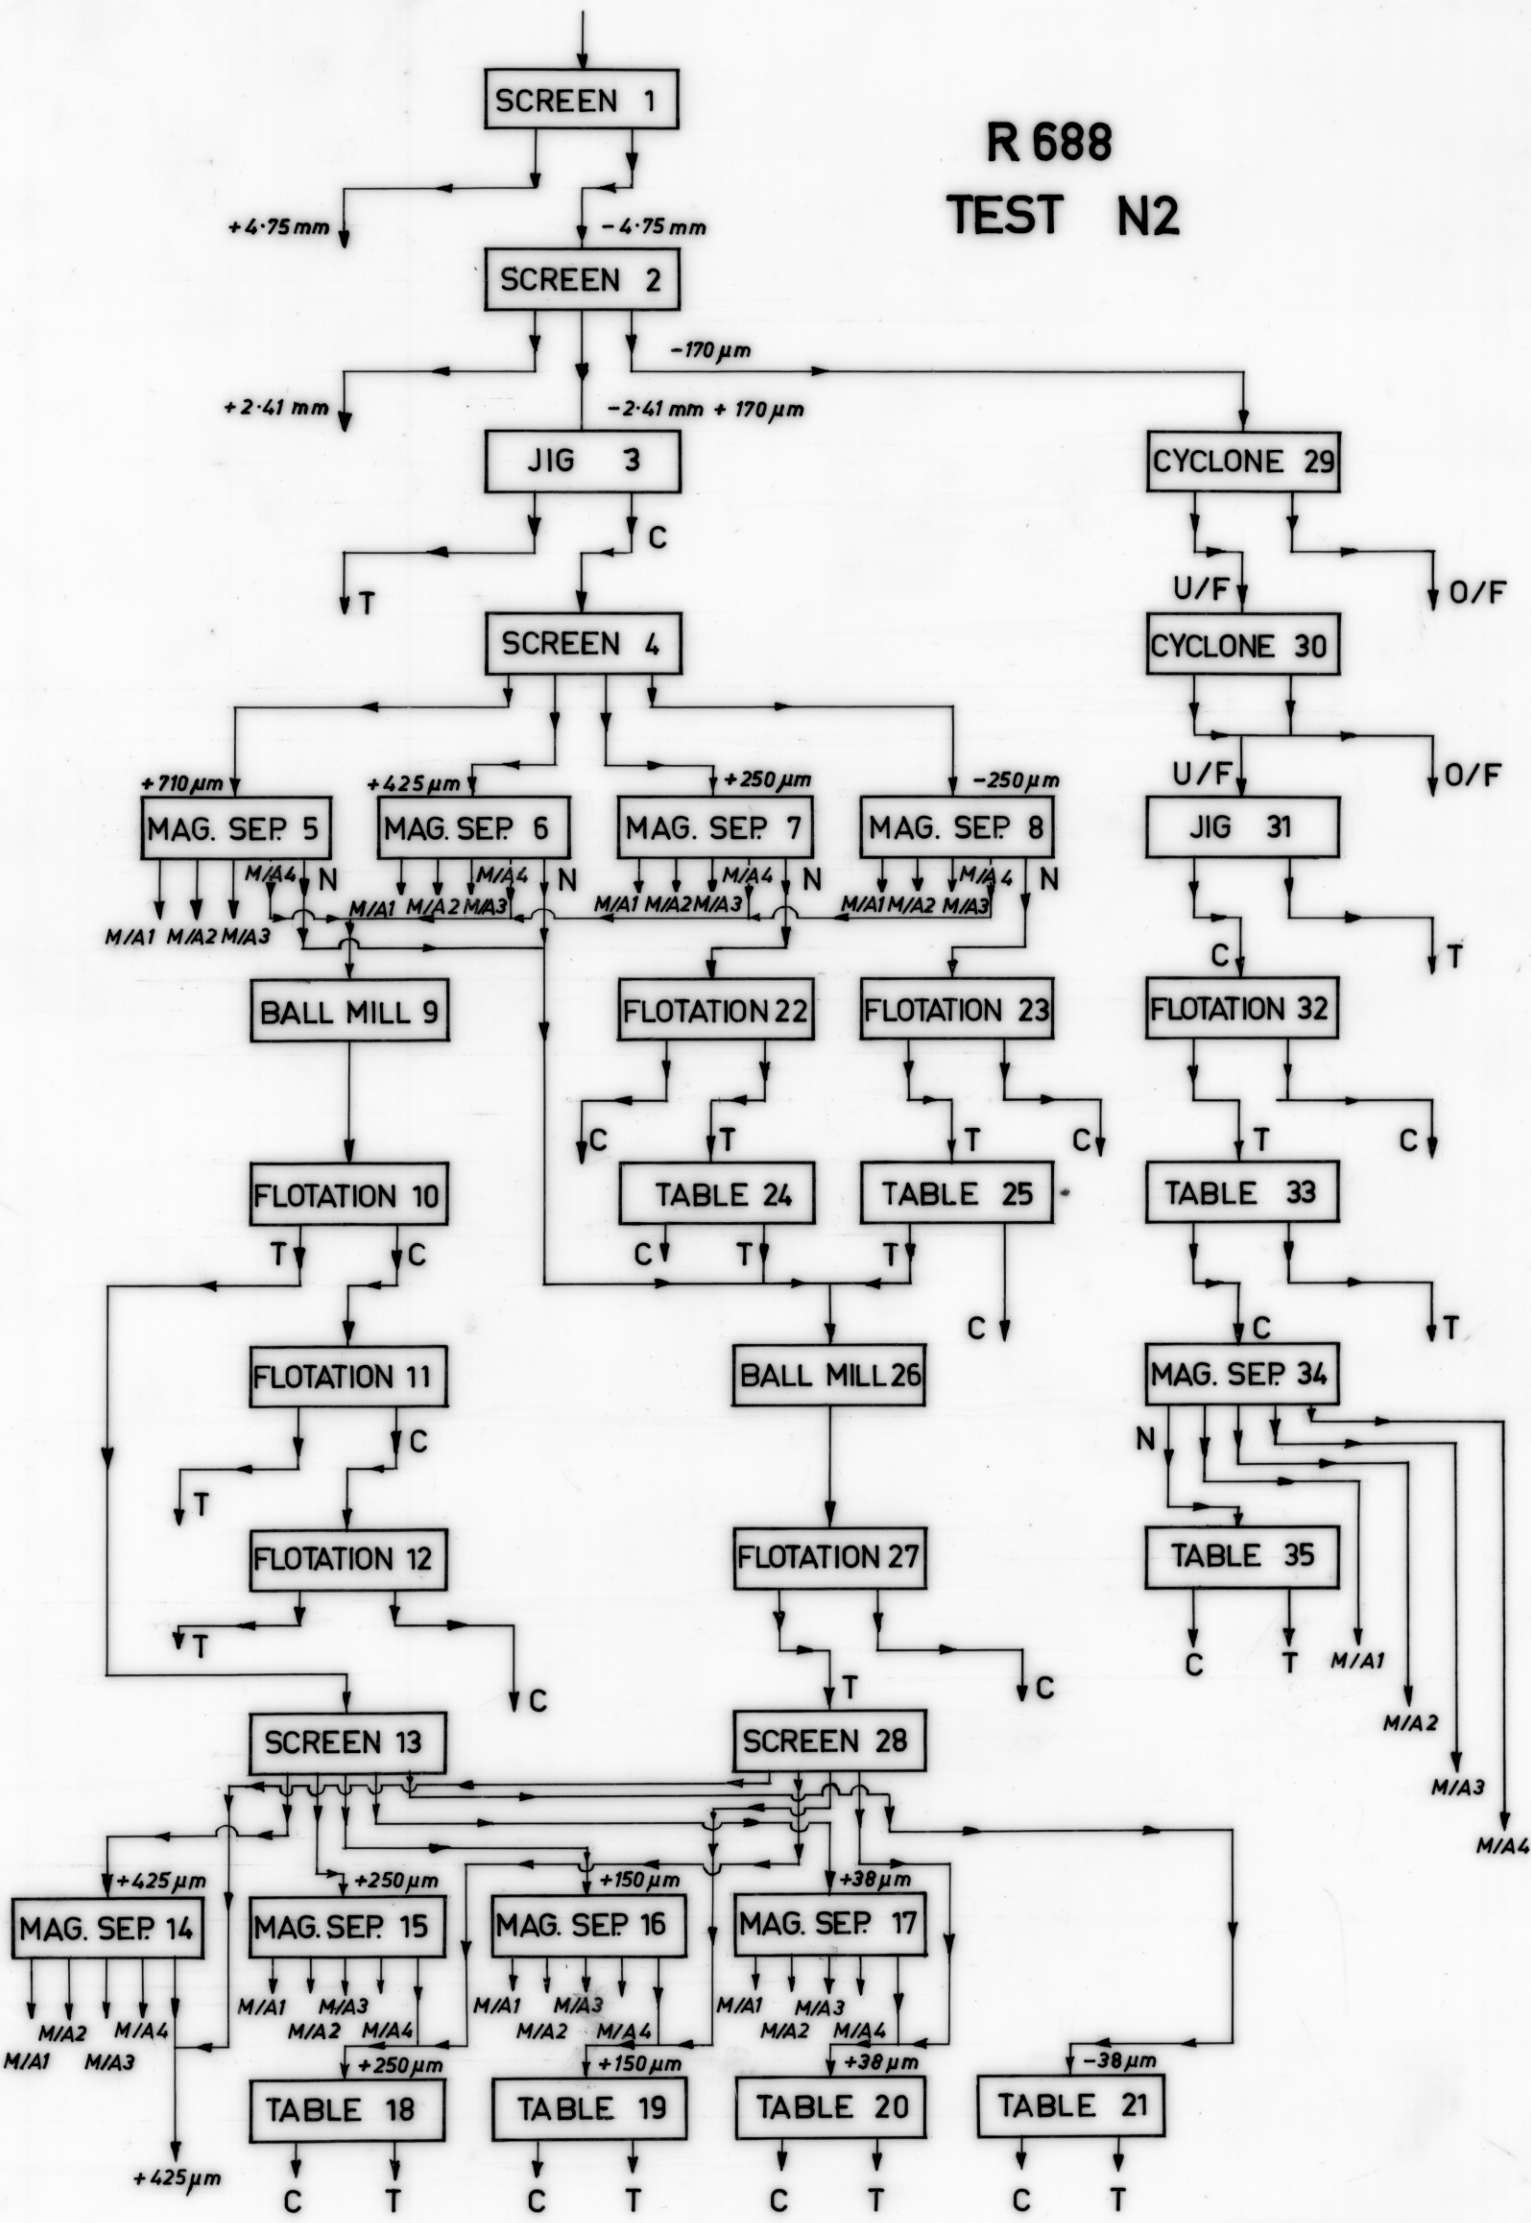 SCREEN 1
R 688
TEST N2
+4·75 mm
-4·75 mm
SCREEN 2
-170 µm
+2·41 mm
-2·41 mm + 170 µm
JIG 3
CYCLONE 29
C
T
U/F
O/F
SCREEN 4
CYCLONE 30
+710 µm
+425 µm
+250 µm
-250 µm
U/F
O/F
MAG. SEP. 5
MAG. SEP. 6
MAG. SEP. 7
MAG. SEP. 8
JIG 31
M/A4 N
M/A4 N
M/A4 N
M/A4 N
M/A1 M/A2 M/A3
M/A1 M/A2 M/A3
M/A1 M/A2 M/A3
M/A1 M/A2 M/A3
C
T
BALL MILL 9
FLOTATION 22
FLOTATION 23
FLOTATION 32
C
T
T
C
T
C
FLOTATION 10
TABLE 24
TABLE 25
TABLE 33
T
C
C
T
T
C
C
T
FLOTATION 11
BALL MILL 26
MAG. SEP. 34
C
N
T
FLOTATION 12
FLOTATION 27
TABLE 35
T
C
T
C
C
T
M/A1
M/A2
M/A3
M/A4
SCREEN 13
SCREEN 28
+425 µm
+250 µm
+150 µm
+38 µm
MAG. SEP. 14
MAG. SEP. 15
MAG. SEP. 16
MAG. SEP. 17
M/A1
M/A2
M/A3
M/A4
M/A1
M/A2
M/A3
M/A4
M/A1
M/A2
M/A3
M/A4
M/A1
M/A2
M/A3
M/A4
+250 µm
+150 µm
+38 µm
-38 µm
TABLE 18
TABLE 19
TABLE 20
TABLE 21
+425 µm
C
T
C
T
C
T
C
T